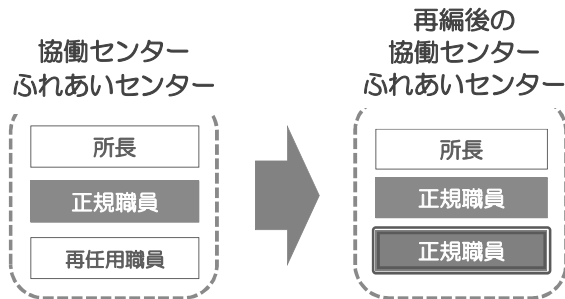 協働センター
ふれあいセンター
所長
正規職員
再任用職員
再編後の
協働センター
ふれあいセンター
所長
正規職員
正規職員